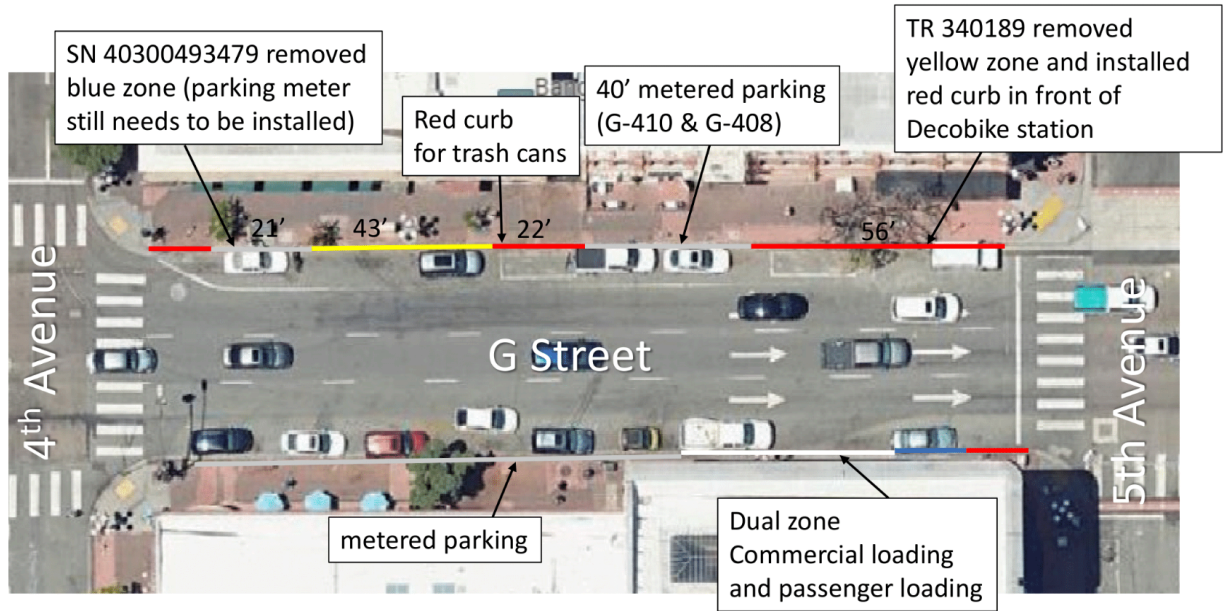 SN 40300493479 removed
blue zone (parking meter
still needs to be installed)
Red curb
for trash cans
40’ metered parking
(G-410 & G-408)
TR 340189 removed
yellow zone and installed
red curb in front of
Decobike station
21’
43’
22’
56’
4th Avenue
G Street
5th Avenue
metered parking
Dual zone
Commercial loading
and passenger loading